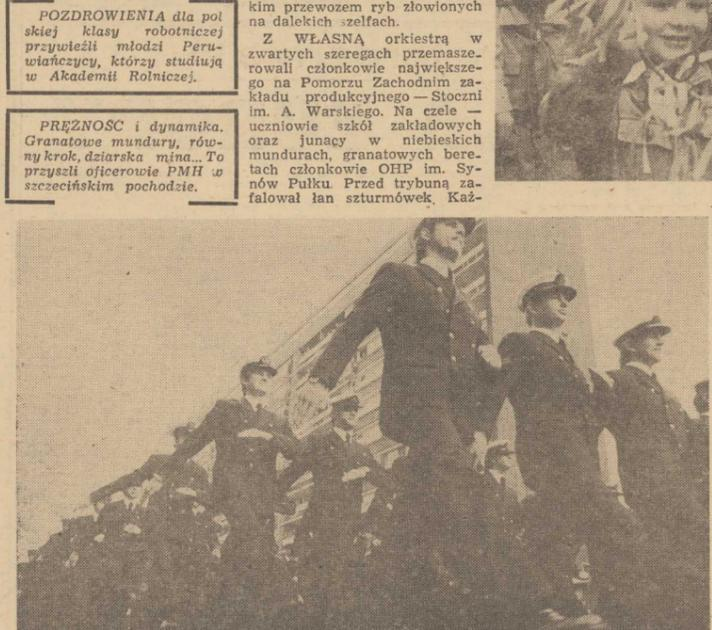 POZDROWIENIA dla pol
skiej klasy robotniczej
przywieźli młodzi Peru-
wiańczycy, którzy studiują
w Akademii Rolniczej.
PRĘŻNOŚĆ i dynamika.
Granatowe mundury, rów-
ny krok, dziarska mina... To
przyszli oficerowie PMH w
szczecińskim pochodzie.
kim przewozem ryb złowionych
na dalekich szelfach.
Z WŁASNĄ orkiestrą w
zwartych szeregach przemasze-
rowali członkowie największe-
go na Pomorzu Zachodnim za-
kładu produkcyjnego — Stoczni
im. A. Warskiego. Na czele —
uczniowie szkół zakładowych
oraz junacy w niebieskich
mundurach, granatowych bere-
tach członkowie OHP im. Sy-
nów Pułku. Przed trybuną za-
falował łan szturmówek. Każ-